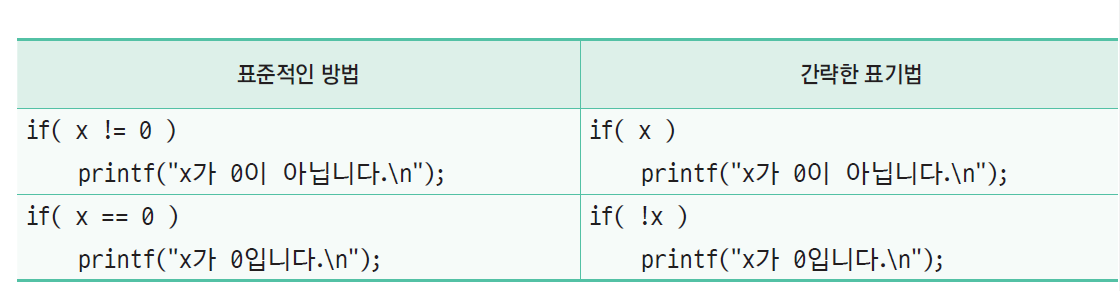 표준적인 방법
간략한 표기법
if( x != 0 )
printf("x가 0이 아닙니다.\n");
if( x )
printf("x가 0이 아닙니다.\n");
if( x == 0 )
printf("x가 0입니다.\n");
if( !x )
printf("x가 0입니다.\n");